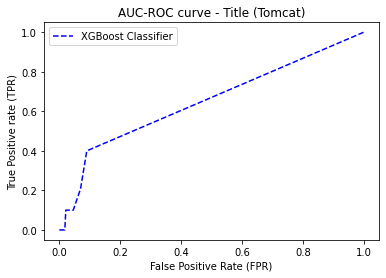 AUC-ROC curve - Title (Tomcat)
XGBoost Classifier
True Positive rate (TPR)
1.0
0.8
0.6
0.4
0.2
0.0
0.0 0.2 0.4 0.6 0.8 1.0
False Positive Rate (FPR)